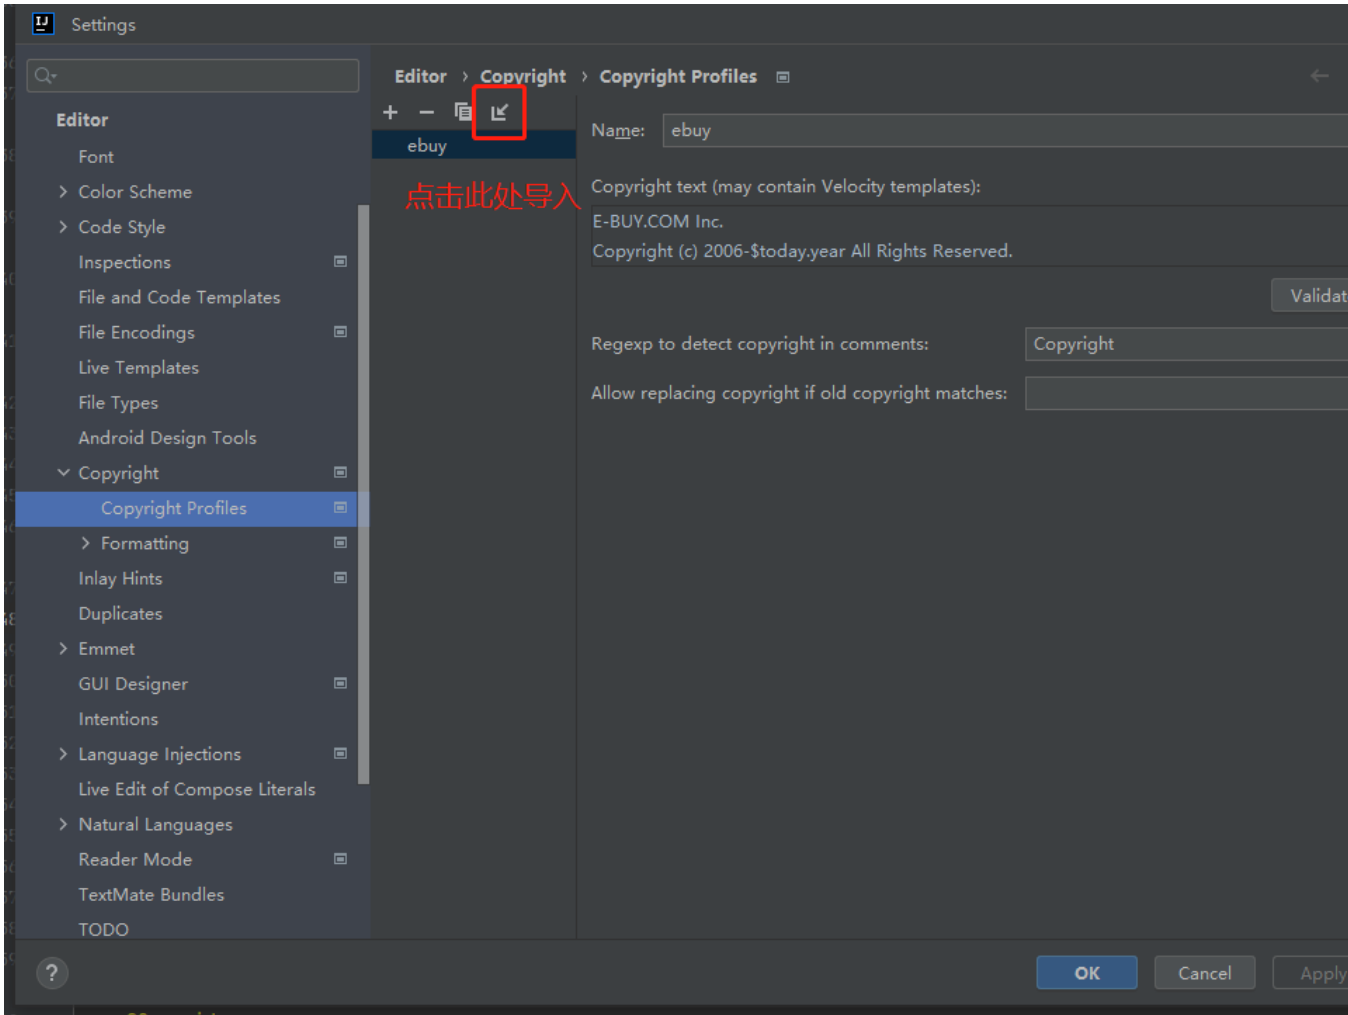 Settings
Editor › Copyright › Copyright Profiles
Editor
Font
Color Scheme
Code Style
Inspections
File and Code Templates
File Encodings
Live Templates
File Types
Android Design Tools
Copyright
Copyright Profiles
Formatting
Inlay Hints
Duplicates
Emmet
GUI Designer
Intentions
Language Injections
Live Edit of Compose Literals
Natural Languages
Reader Mode
TextMate Bundles
TODO
ebuy
点击此处导入
Name: ebuy
Copyright text (may contain Velocity templates):
E-BUY.COM Inc.
Copyright (c) 2006-$today.year All Rights Reserved.
Validat
Regexp to detect copyright in comments: Copyright
Allow replacing copyright if old copyright matches:
? OK Cancel Apply